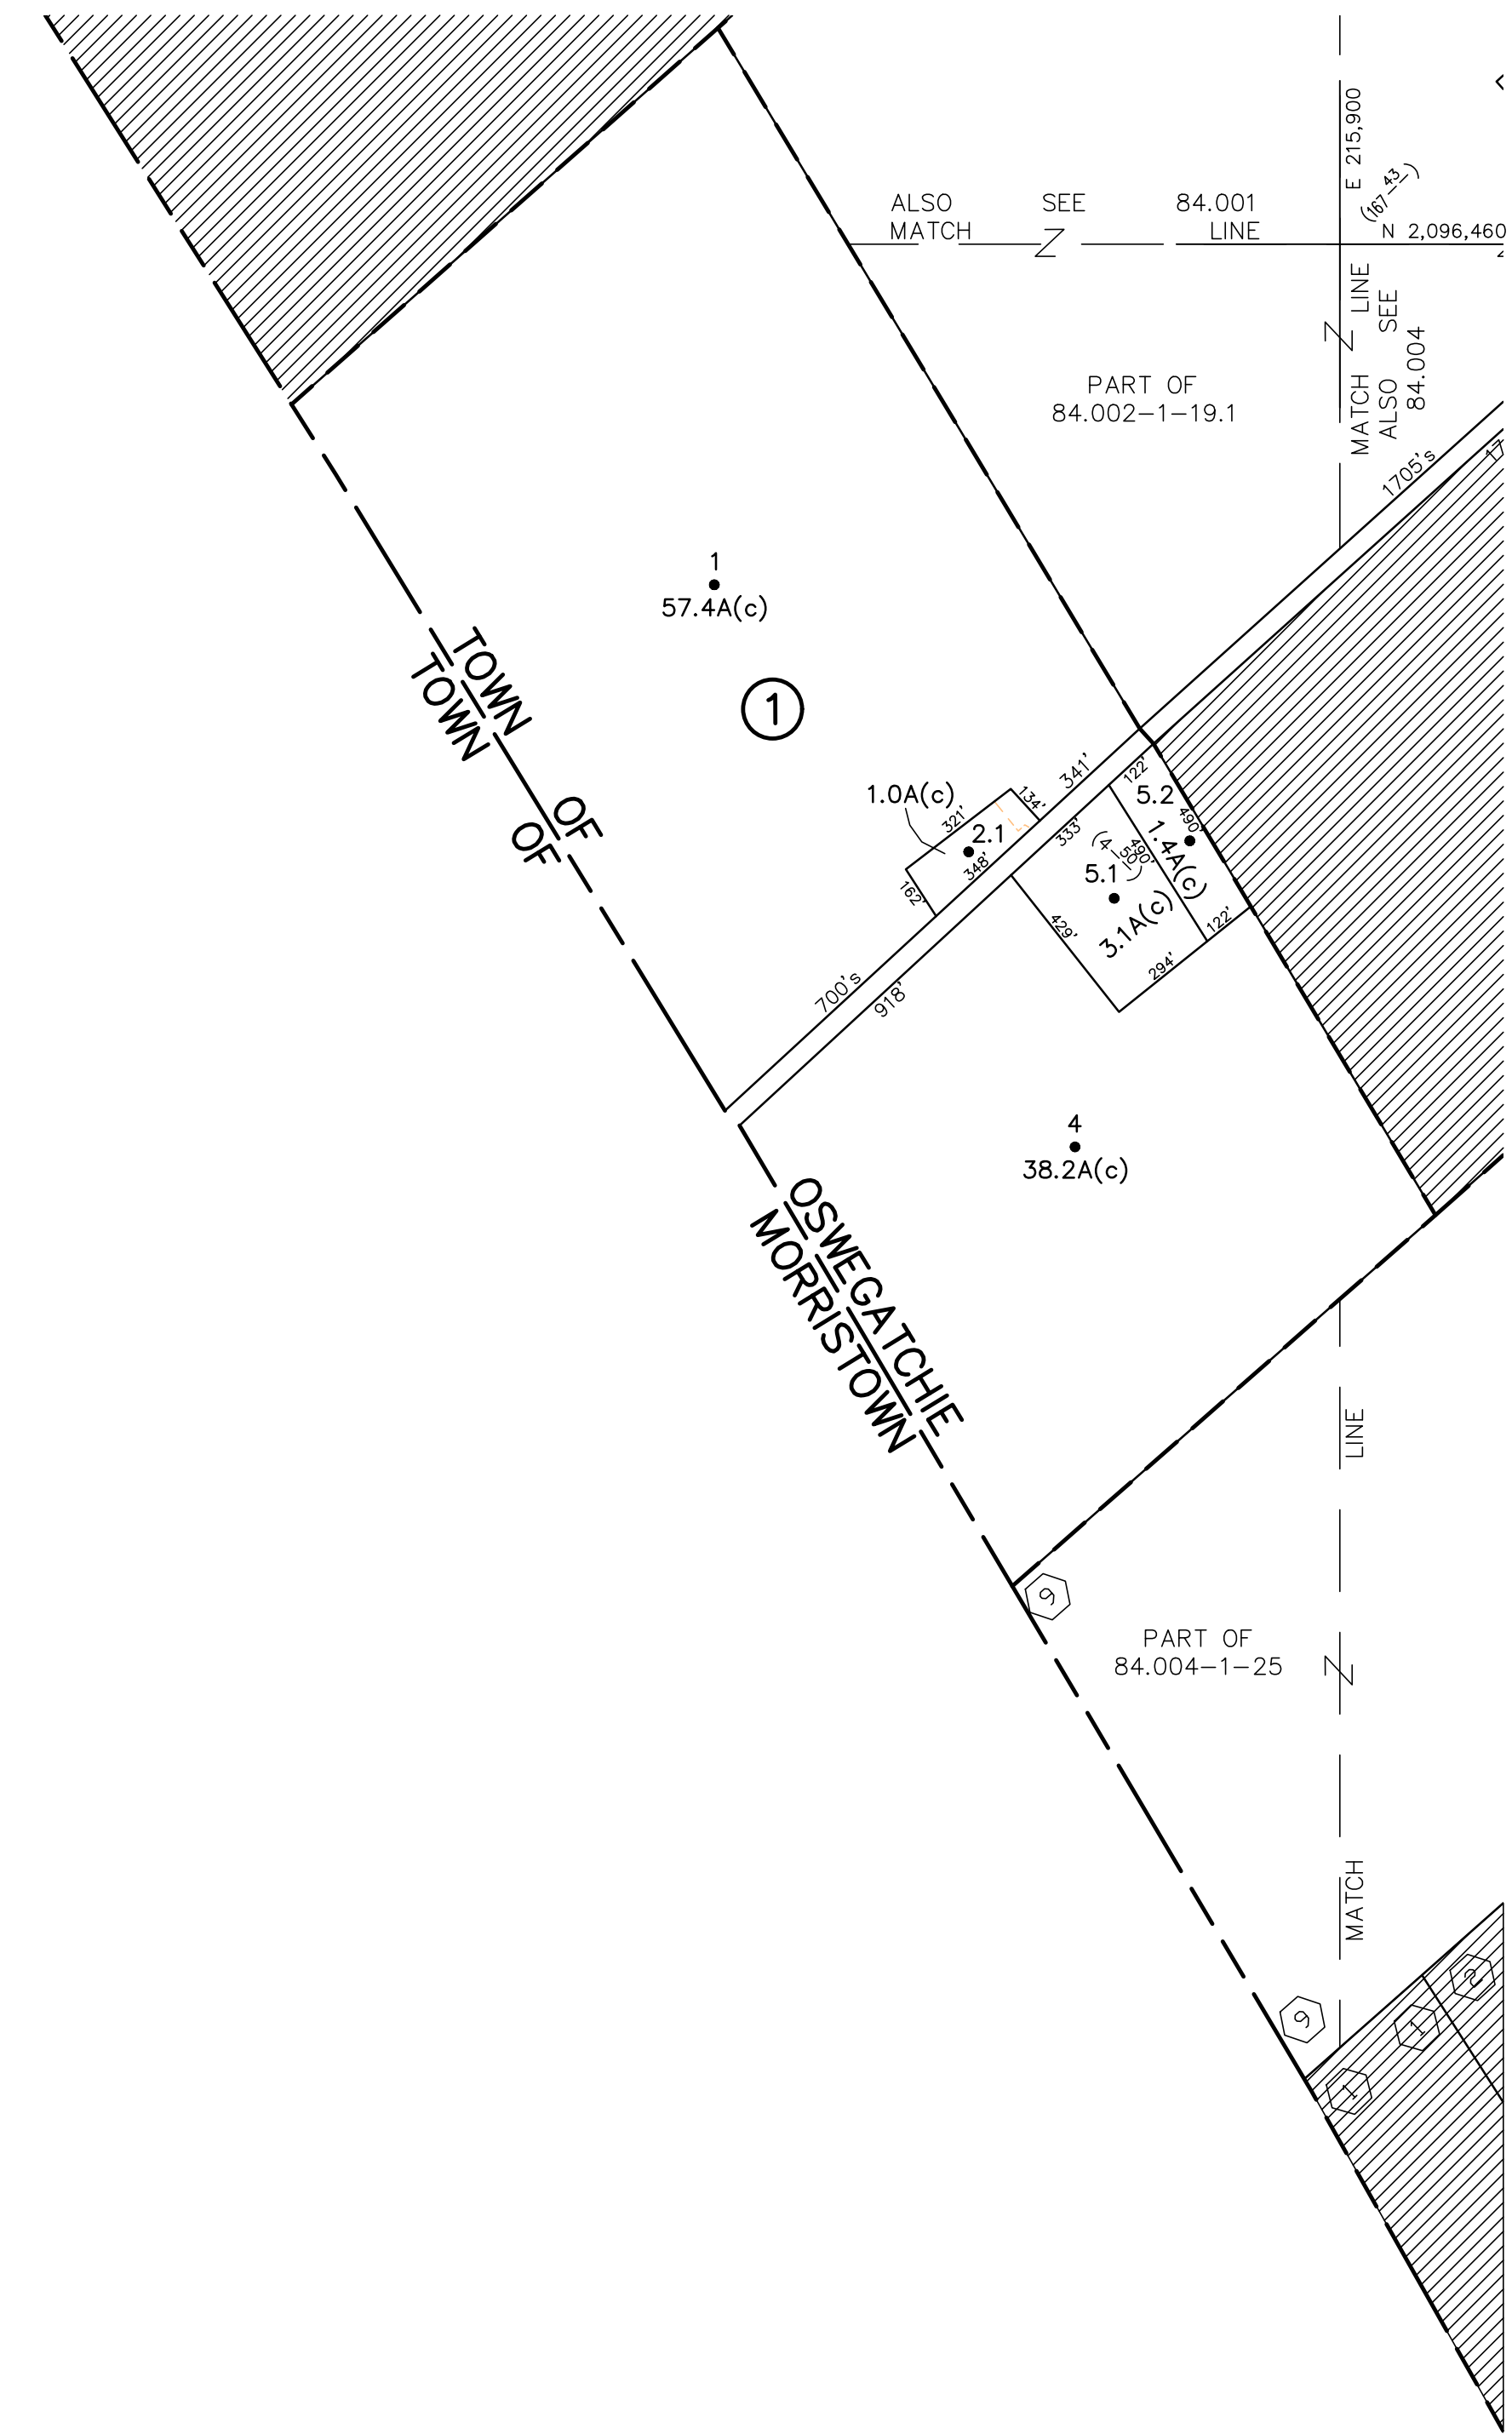 E 215,900
(167-43)
N 2,096,460
ALSO SEE 84.001
MATCH Z LINE
MATCH Z LINE
ALSO SEE
84.004
PART OF
84.002-1-19.1
1705's
17
1
57.4A(c)
1
TOWN OF OSWEGATCHIE
TOWN OF MORRISTOWN
341'
122'
5.2
490'
1.4A(c)
1.0A(c)
321'
134'
2.1
348'
162'
333'
(4-50)
490'
5.1
3.1A(c)
122'
429'
294'
700's
918'
4
38.2A(c)
LINE
9
PART OF
84.004-1-25
Z
MATCH
2
9
1
1